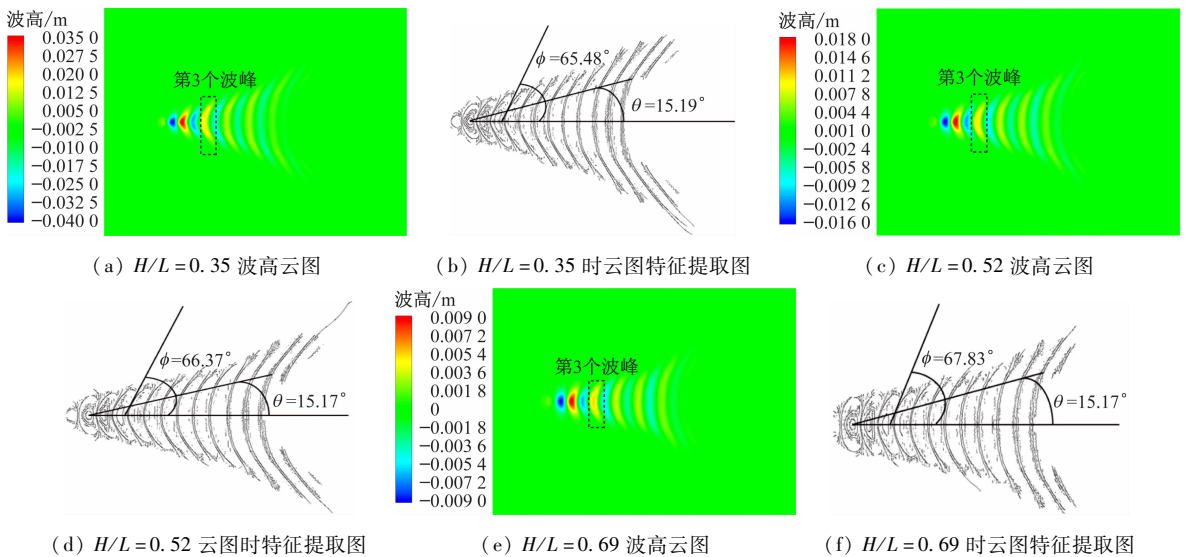 波高/m
0.035 0
0.027 5
0.020 0
0.012 5
0.005 0
−0.002 5
−0.010 0
−0.017 5
−0.025 0
−0.032 5
−0.040 0
第3个波峰
(a) H/L=0.35 波高云图
ϕ=65.48°
θ=15.19°
(b) H/L=0.35 时云图特征提取图
波高/m
0.018 0
0.014 6
0.011 2
0.007 8
0.004 4
0.001 0
−0.002 4
−0.005 8
−0.009 2
−0.012 6
−0.016 0
第3个波峰
(c) H/L=0.52 波高云图
ϕ=66.37°
θ=15.17°
(d) H/L=0.52 云图时特征提取图
波高/m
0.009 0
0.007 2
0.005 4
0.003 6
0.001 8
0
−0.001 8
−0.003 6
−0.005 4
−0.007 2
−0.009 0
第3个波峰
(e) H/L=0.69 波高云图
ϕ=67.83°
θ=15.17°
(f) H/L=0.69 时云图特征提取图